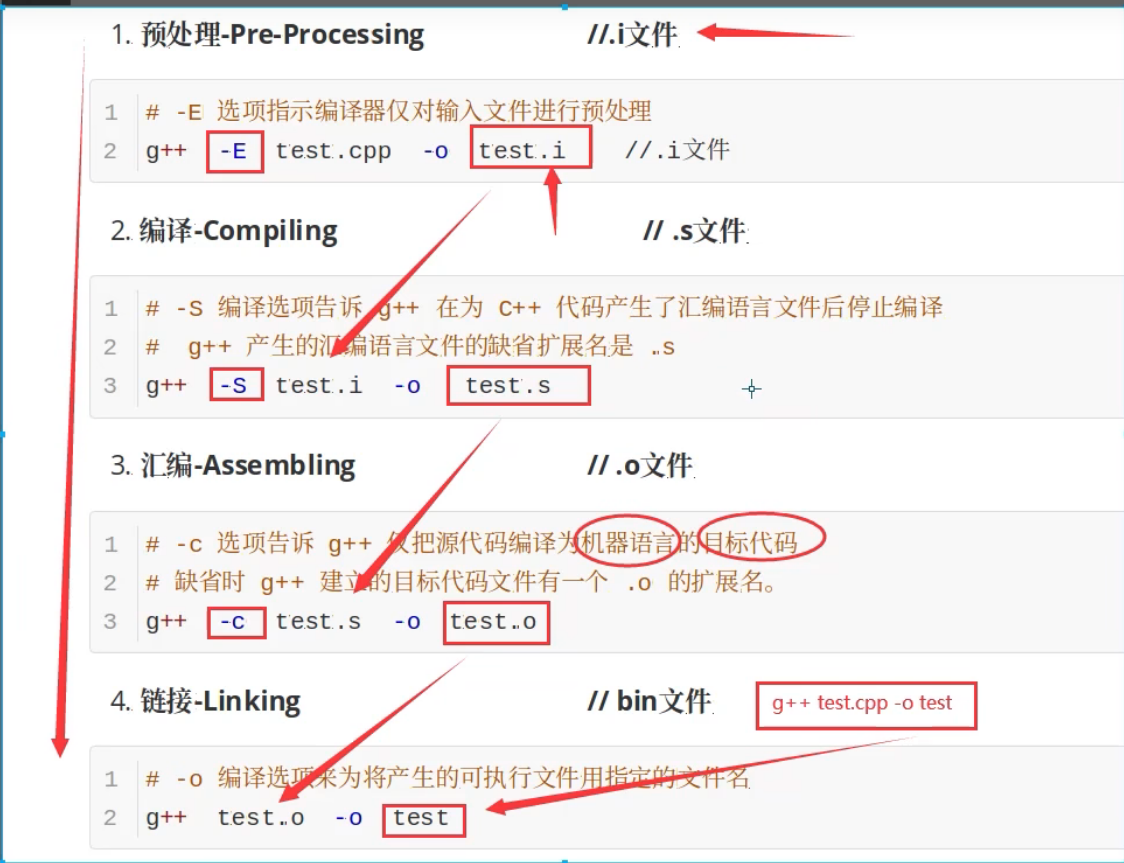 1. 预处理-Pre-Processing //.i文件
1 # -E 选项指示编译器仅对输入文件进行预处理
2 g++ -E test.cpp -o test.i //.i文件
2. 编译-Compiling // .s文件
1 # -S 编译选项告诉 g++ 在为 C++ 代码产生了汇编语言文件后停止编译
2 # g++ 产生的汇编语言文件的缺省扩展名是 .s
3 g++ -S test.i -o test.s
3. 汇编-Assembling // .o文件
1 # -c 选项告诉 g++ 仅把源代码编译为机器语言的目标代码
2 # 缺省时 g++ 建立的目标代码文件有一个 .o 的扩展名。
3 g++ -c test.s -o test.o
4. 链接-Linking // bin文件 g++ test.cpp -o test
1 # -o 编译选项来为将产生的可执行文件用指定的文件名
2 g++ test.o -o test